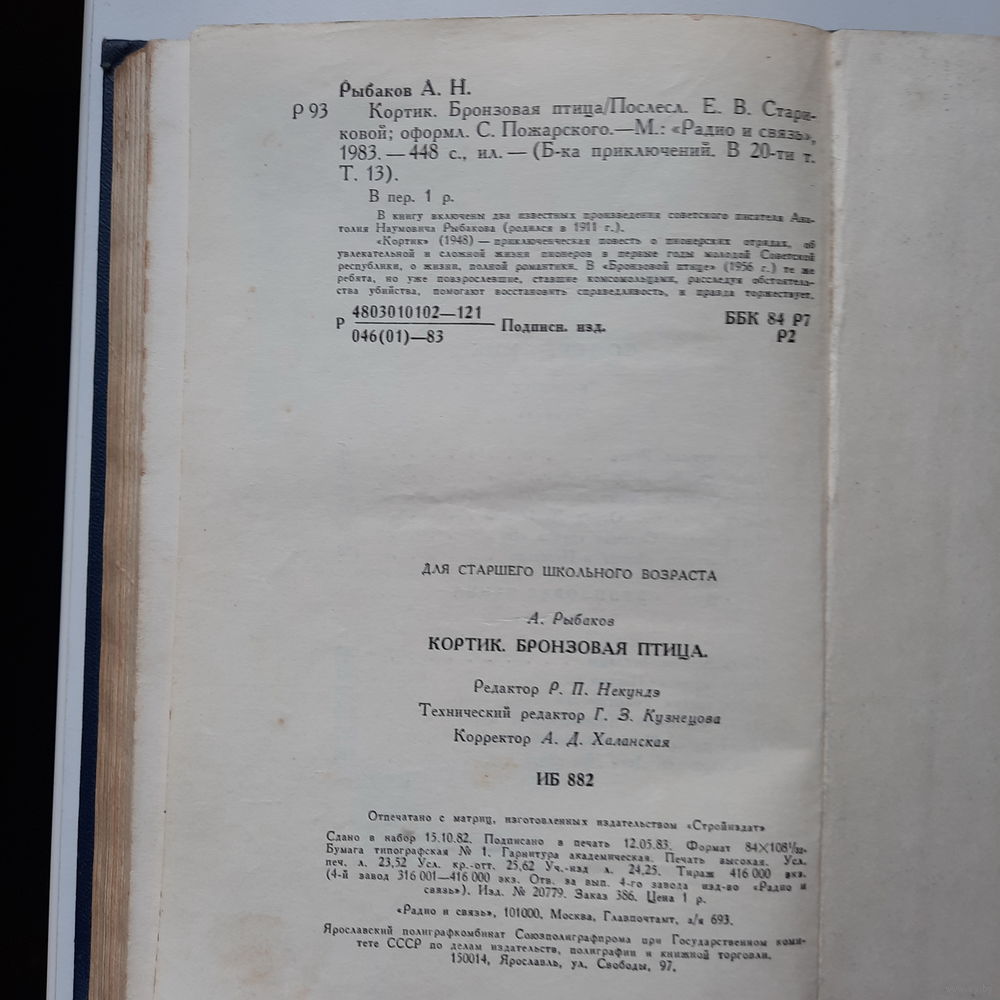 Рыбаков А. Н.
Р 93 Кортик. Бронзовая птица/Послесл. Е. В. Стари-
ковой; оформл. С. Пожарского.—М.: «Радио и связь»,
1983. — 448 с., ил. — (Б-ка приключений. В 20-ти т.
Т. 13).
В пер. 1 р.
В книгу включены два известных произведения советского писателя Ана-
толия Наумовича Рыбакова (родился в 1911 г.).
«Кортик» (1948) — приключенческая повесть о пионерских отрядах, об
увлекательной и сложной жизни пионеров в первые годы молодой Советской
республики, о жизни, полной романтики. В «Бронзовой птице» (1956 г.) те же
ребята, но уже повзрослевшие, ставшие комсомольцами, расследуя обстоятель-
ства убийства, помогают восстановить справедливость, и правда торжествует.
Р 4803010102—121
046(01)—83 Подписн. изд. ББК 84 Р7
Р2
ДЛЯ СТАРШЕГО ШКОЛЬНОГО ВОЗРАСТА
А. Рыбаков
КОРТИК. БРОНЗОВАЯ ПТИЦА.
Редактор Р. П. Некундэ
Технический редактор Г. З. Кузнецова
Корректор А. Д. Халанская
ИБ 882
Отпечатано с матриц, изготовленных издательством «Стройиздат»
Сдано в набор 15.10.82. Подписано в печать 12.05.83. Формат 84×108¹/₃₂.
Бумага типографская № 1. Гарнитура академическая. Печать высокая. Усл.
печ. л. 23,52 Усл. кр.-отт. 25,62 Уч.-изд л. 24,25. Тираж 416 000 экз.
(4-й завод 316 001—416 000 экз. Отв. за вып. 4-го завода изд-во «Радио и
связь»). Изд. № 20779. Заказ 386. Цена 1 р.
«Радио и связь», 101000, Москва, Главпочтамт, а/я 693.
Ярославский полиграфкомбинат Союзполиграфпрома при Государственном коми-
тете СССР по делам издательств, полиграфии и книжной торговли.
150014, Ярославль, ул. Свободы, 97.